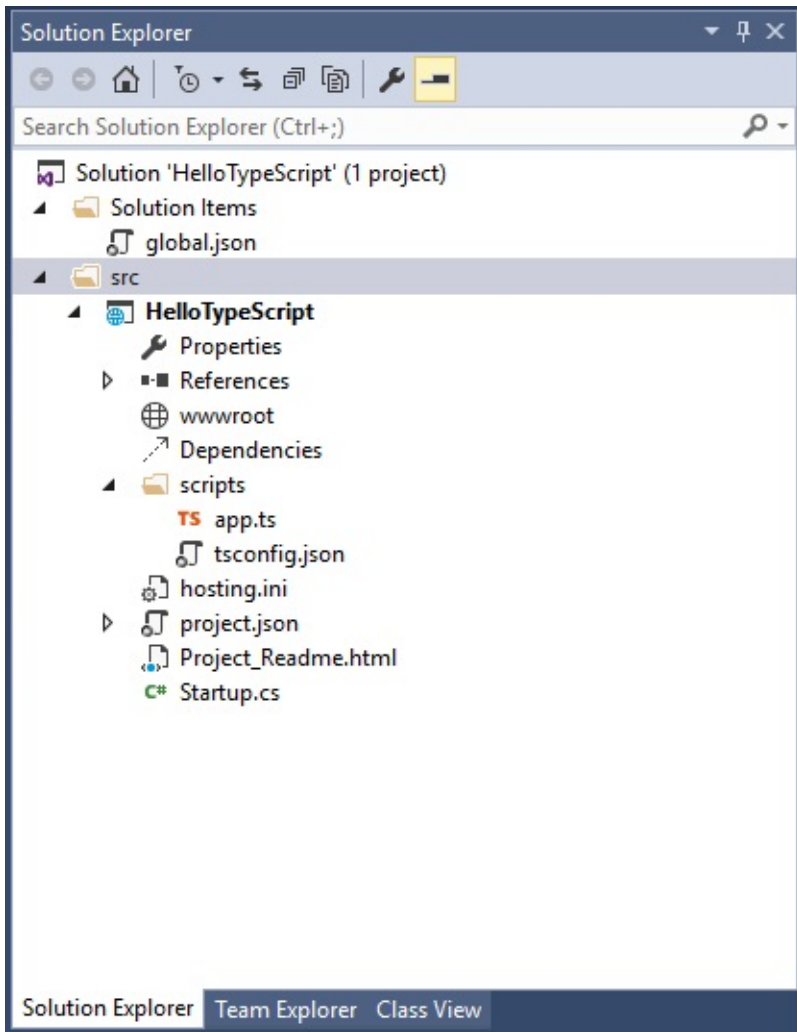 Solution Explorer
Search Solution Explorer (Ctrl+;)
Solution 'HelloTypeScript' (1 project)
Solution Items
global.json
src
HelloTypeScript
Properties
References
wwwroot
Dependencies
scripts
TS app.ts
tsconfig.json
hosting.ini
project.json
Project_Readme.html
C# Startup.cs
Solution Explorer Team Explorer Class View